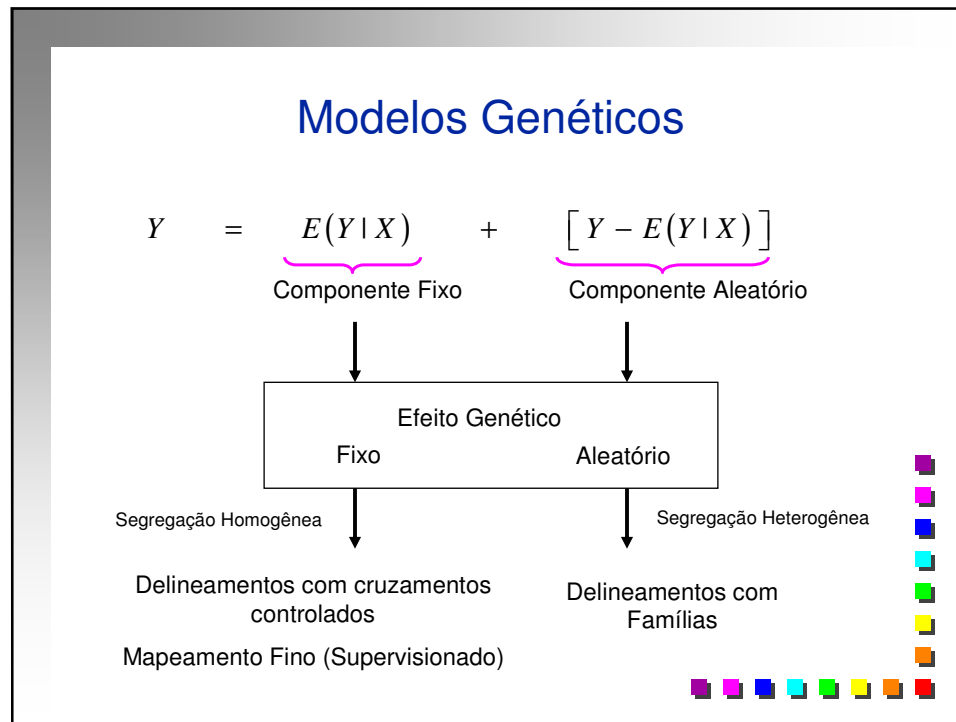 Modelos Genéticos
Y = E(Y | X) + [Y − E(Y | X)]
Componente Fixo Componente Aleatório
Efeito Genético
Fixo Aleatório
Segregação Homogênea Segregação Heterogênea
Delineamentos com cruzamentos
controlados
Mapeamento Fino (Supervisionado)
Delineamentos com
Famílias